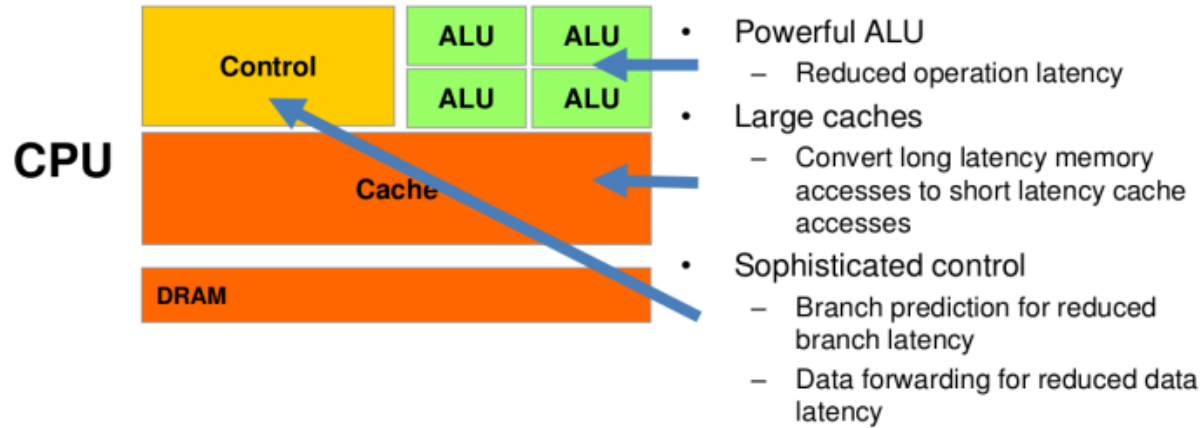 CPU
Control
ALU
ALU
ALU
ALU
Cache
DRAM
• Powerful ALU
– Reduced operation latency
• Large caches
– Convert long latency memory
accesses to short latency cache
accesses
• Sophisticated control
– Branch prediction for reduced
branch latency
– Data forwarding for reduced data
latency